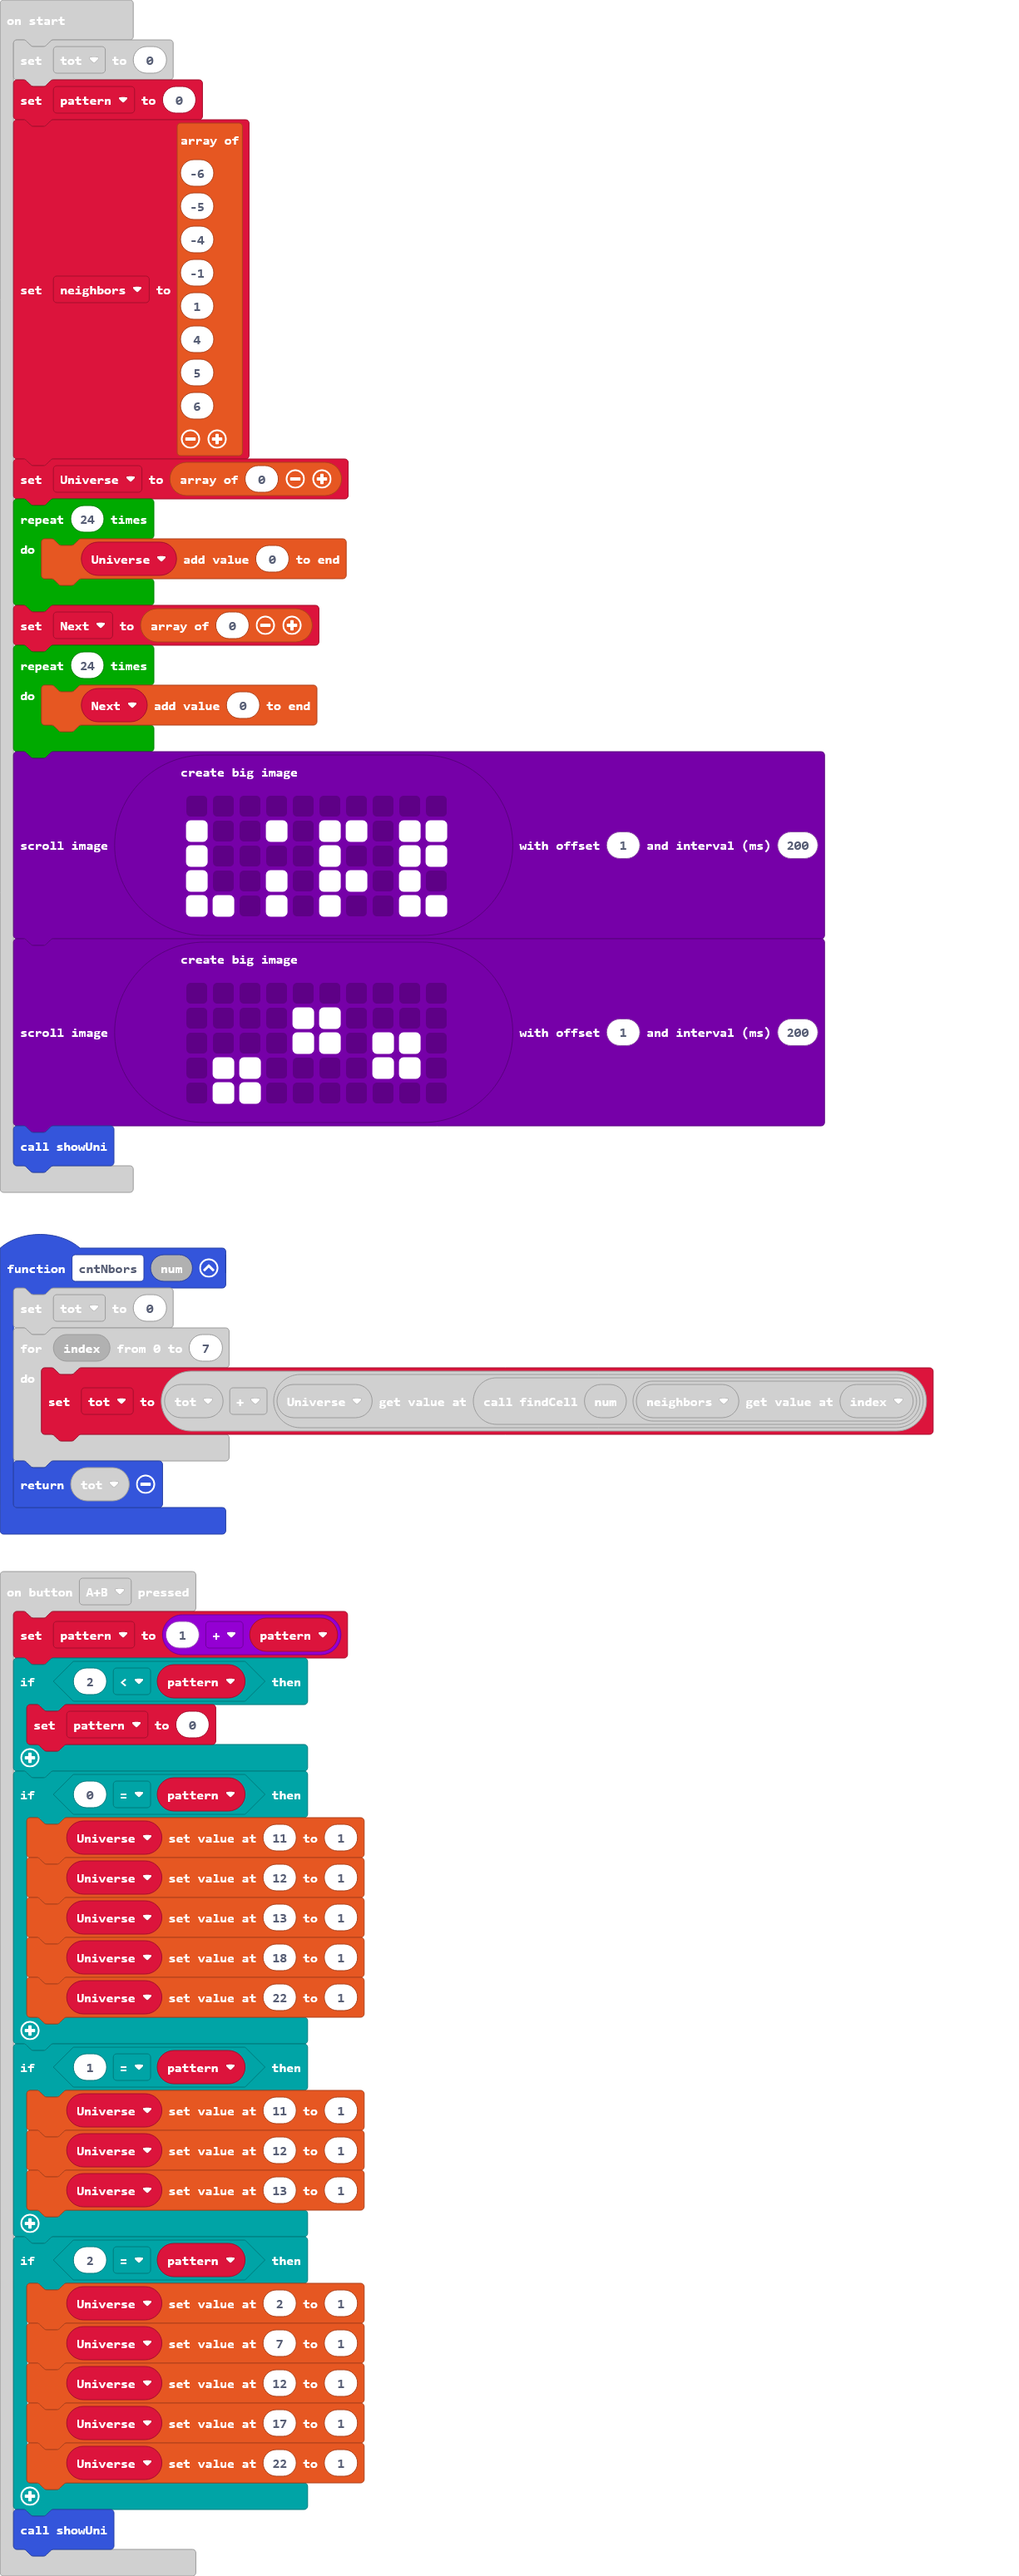 on start
set tot to 0
set pattern to 0
array of
-6
-5
-4
-1
set neighbors to
1
4
5
6
set Universe to array of 0
repeat 24 times
do
Universe add value 0 to end
set Next to array of 0
repeat 24 times
do
Next add value 0 to end
create big image
scroll image with offset 1 and interval (ms) 200
create big image
scroll image with offset 1 and interval (ms) 200
call showUni
function cntNbors num
set tot to 0
for index from 0 to 7
do
set tot to tot + Universe get value at call findCell num neighbors get value at index
return tot
on button A+B pressed
set pattern to 1 + pattern
if 2 < pattern then
set pattern to 0
if 0 = pattern then
Universe set value at 11 to 1
Universe set value at 12 to 1
Universe set value at 13 to 1
Universe set value at 18 to 1
Universe set value at 22 to 1
if 1 = pattern then
Universe set value at 11 to 1
Universe set value at 12 to 1
Universe set value at 13 to 1
if 2 = pattern then
Universe set value at 2 to 1
Universe set value at 7 to 1
Universe set value at 12 to 1
Universe set value at 17 to 1
Universe set value at 22 to 1
call showUni